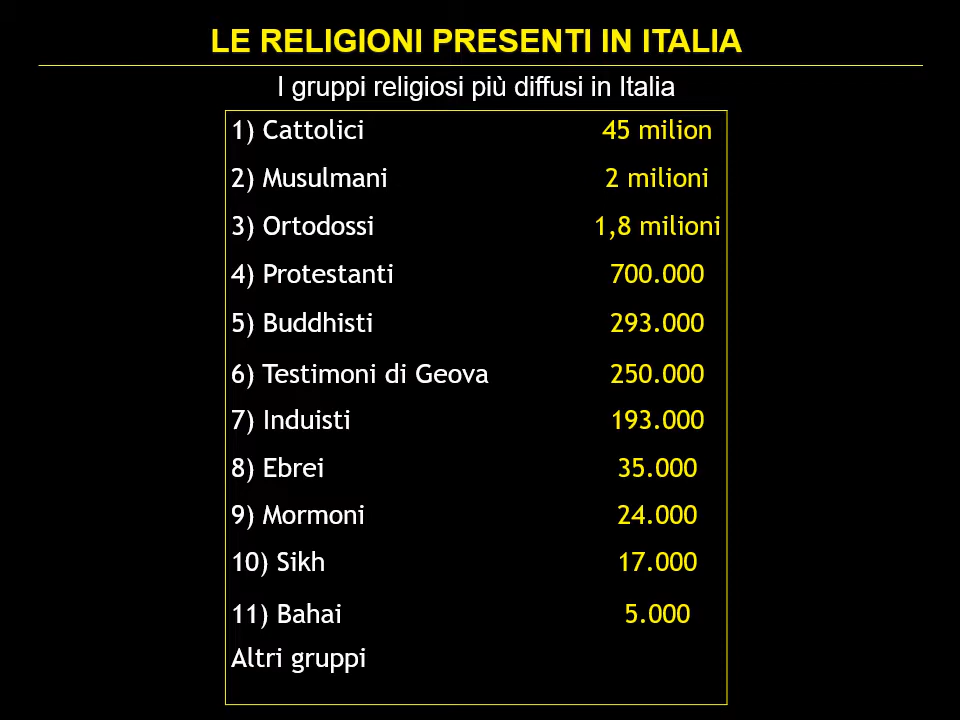 LE RELIGIONI PRESENTI IN ITALIA
I gruppi religiosi più diffusi in Italia
1) Cattolici 45 milion
2) Musulmani 2 milioni
3) Ortodossi 1,8 milioni
4) Protestanti 700.000
5) Buddhisti 293.000
6) Testimoni di Geova 250.000
7) Induisti 193.000
8) Ebrei 35.000
9) Mormoni 24.000
10) Sikh 17.000
11) Bahai 5.000
Altri gruppi